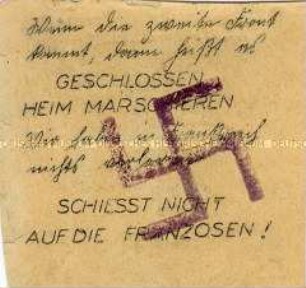 Wenn die zweite Front
kommt, dann heißt es
GESCHLOSSEN
HEIM MARSCHIEREN
Wir haben in Frankreich
nichts verloren
SCHIESST NICHT
AUF DIE FRANZOSEN!